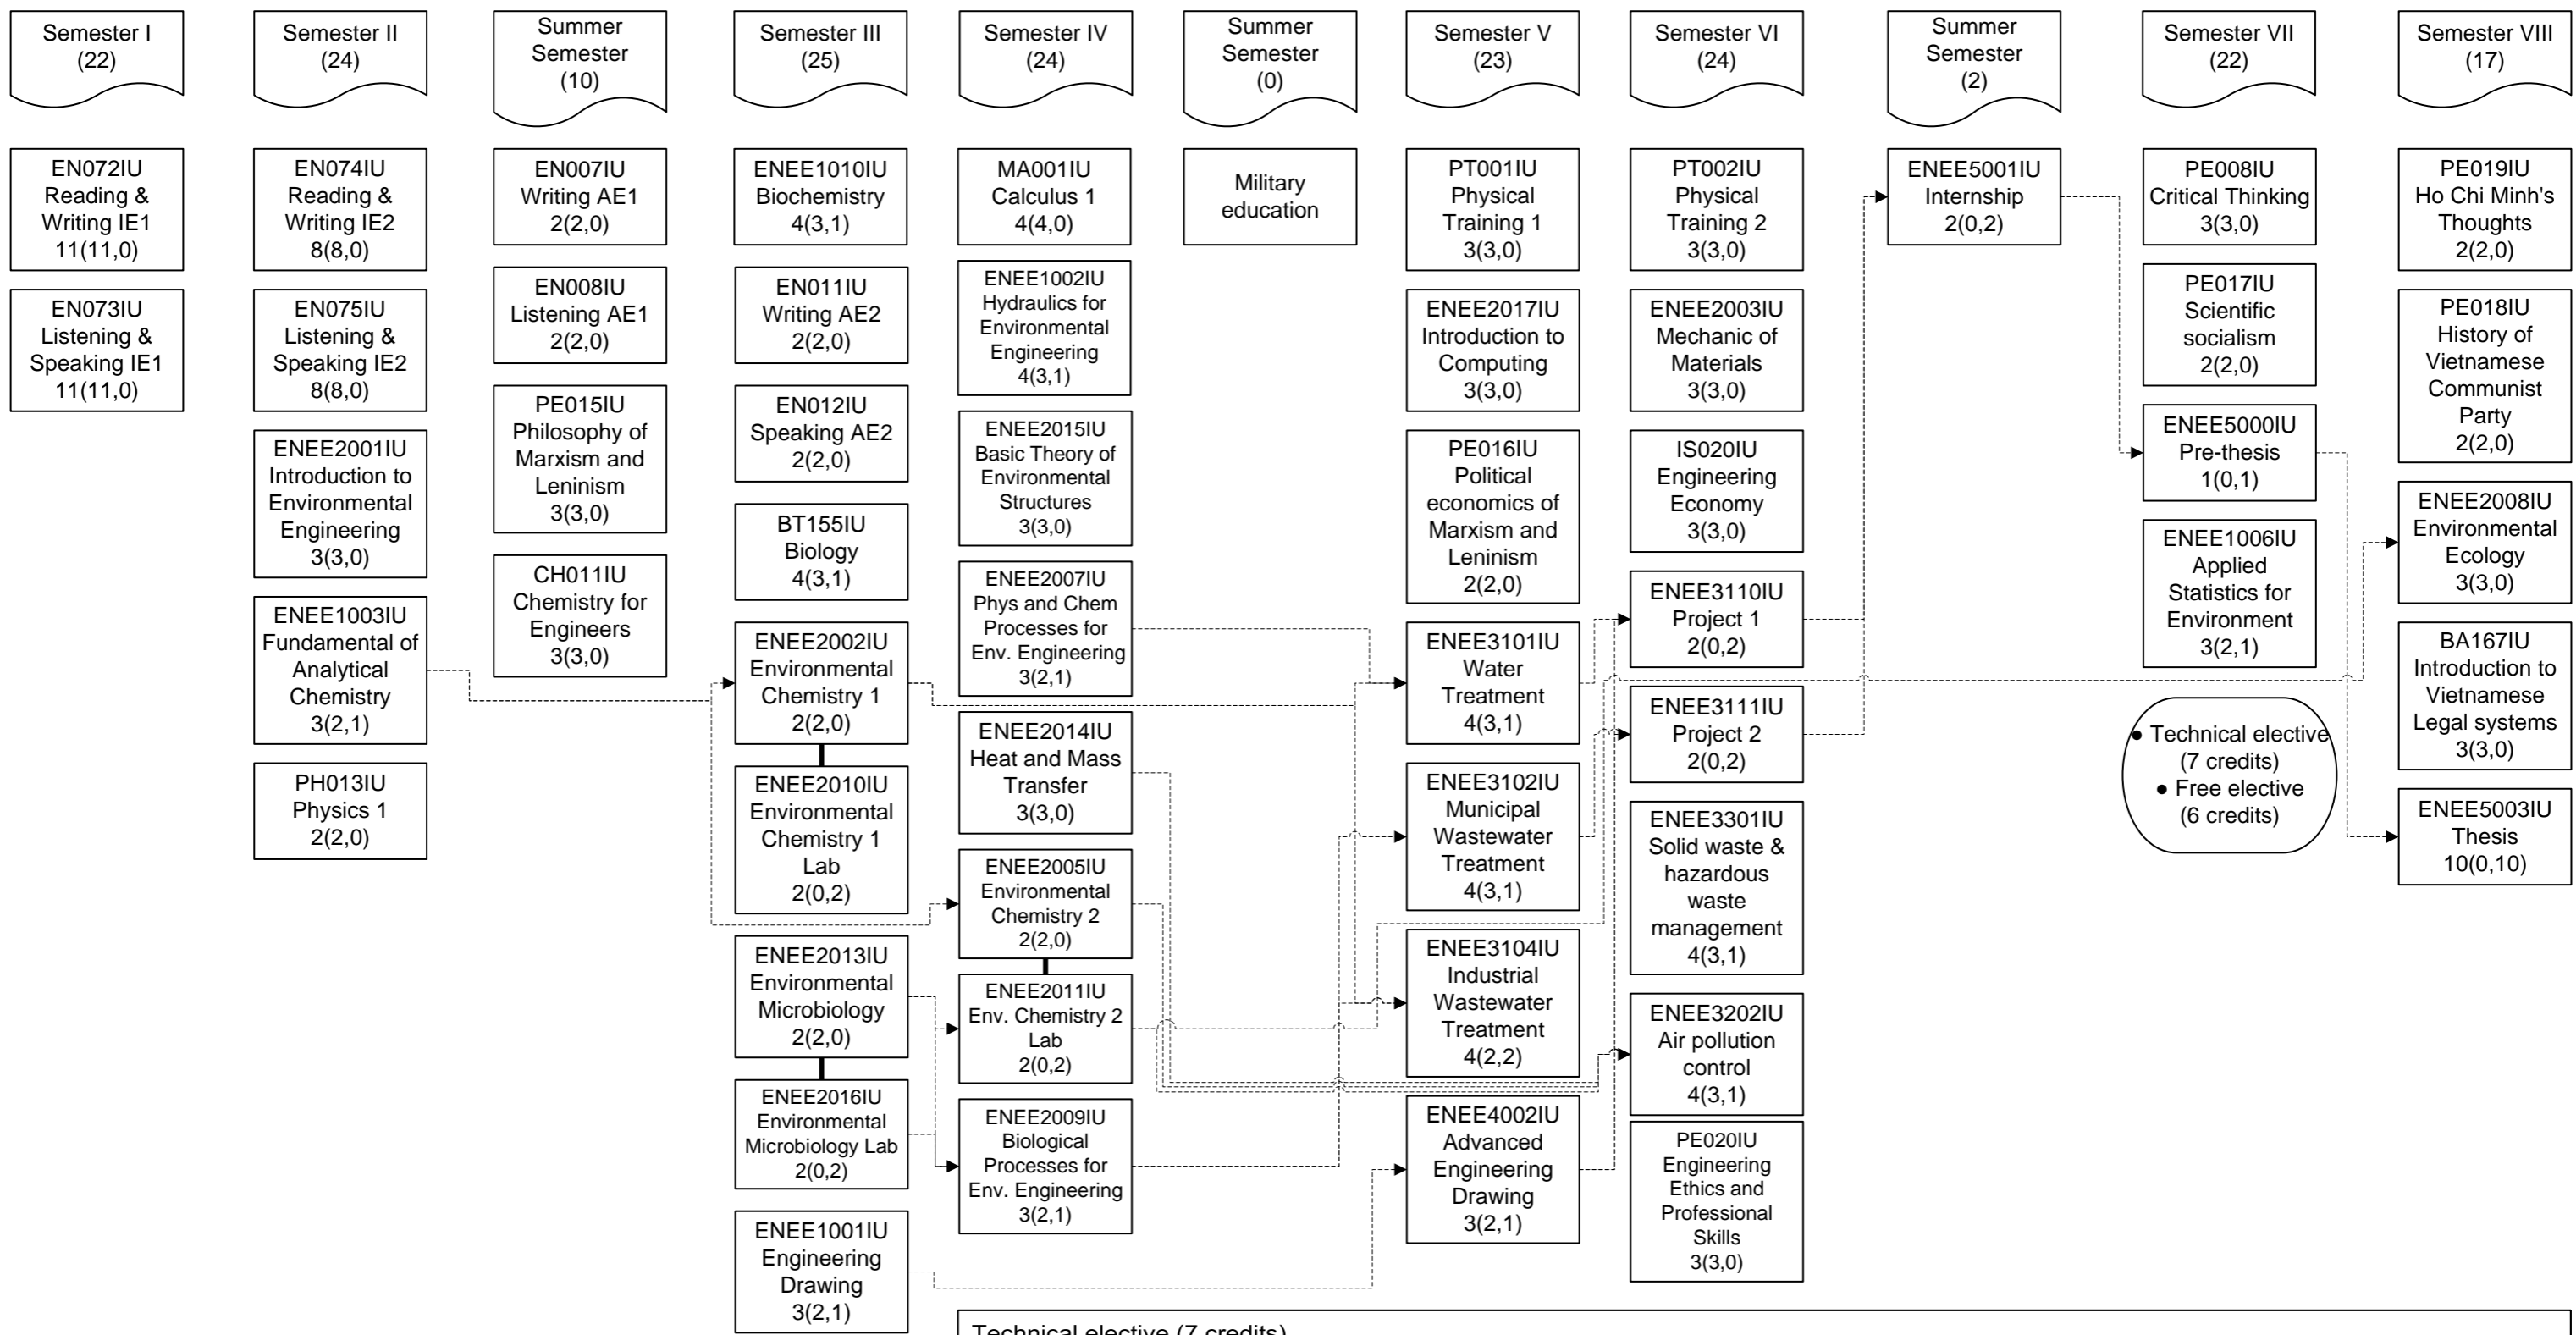 Semester I
(22)
Semester II
(24)
Summer
Semester
(10)
Semester III
(25)
Semester IV
(24)
Summer
Semester
(0)
Semester V
(23)
Semester VI
(24)
Summer
Semester
(2)
Semester VII
(22)
Semester VIII
(17)
EN072IU
Reading &
Writing IE1
11(11,0)
EN073IU
Listening &
Speaking IE1
11(11,0)
EN074IU
Reading &
Writing IE2
8(8,0)
EN075IU
Listening &
Speaking IE2
8(8,0)
ENEE2001IU
Introduction to
Environmental
Engineering
3(3,0)
ENEE1003IU
Fundamental of
Analytical
Chemistry
3(2,1)
PH013IU
Physics 1
2(2,0)
EN007IU
Writing AE1
2(2,0)
EN008IU
Listening AE1
2(2,0)
PE015IU
Philosophy of
Marxism and
Leninism
3(3,0)
CH011IU
Chemistry for
Engineers
3(3,0)
ENEE1010IU
Biochemistry
4(3,1)
EN011IU
Writing AE2
2(2,0)
EN012IU
Speaking AE2
2(2,0)
BT155IU
Biology
4(3,1)
ENEE2002IU
Environmental
Chemistry 1
2(2,0)
ENEE2010IU
Environmental
Chemistry 1
Lab
2(0,2)
ENEE2013IU
Environmental
Microbiology
2(2,0)
ENEE2016IU
Environmental
Microbiology Lab
2(0,2)
ENEE1001IU
Engineering
Drawing
3(2,1)
MA001IU
Calculus 1
4(4,0)
ENEE1002IU
Hydraulics for
Environmental
Engineering
4(3,1)
ENEE2015IU
Basic Theory of
Environmental
Structures
3(3,0)
ENEE2007IU
Phys and Chem
Processes for
Env. Engineering
3(2,1)
ENEE2014IU
Heat and Mass
Transfer
3(3,0)
ENEE2005IU
Environmental
Chemistry 2
2(2,0)
ENEE2011IU
Env. Chemistry 2
Lab
2(0,2)
ENEE2009IU
Biological
Processes for
Env. Engineering
3(2,1)
Military
education
PT001IU
Physical
Training 1
3(3,0)
ENEE2017IU
Introduction to
Computing
3(3,0)
PE016IU
Political
economics of
Marxism and
Leninism
2(2,0)
ENEE3101IU
Water
Treatment
4(3,1)
ENEE3102IU
Municipal
Wastewater
Treatment
4(3,1)
ENEE3104IU
Industrial
Wastewater
Treatment
4(2,2)
ENEE4002IU
Advanced
Engineering
Drawing
3(2,1)
PT002IU
Physical
Training 2
3(3,0)
ENEE2003IU
Mechanic of
Materials
3(3,0)
IS020IU
Engineering
Economy
3(3,0)
ENEE3110IU
Project 1
2(0,2)
ENEE3111IU
Project 2
2(0,2)
ENEE3301IU
Solid waste &
hazardous
waste
management
4(3,1)
ENEE3202IU
Air pollution
control
4(3,1)
PE020IU
Engineering
Ethics and
Professional
Skills
3(3,0)
ENEE5001IU
Internship
2(0,2)
PE008IU
Critical Thinking
3(3,0)
PE017IU
Scientific
socialism
2(2,0)
ENEE5000IU
Pre-thesis
1(0,1)
ENEE1006IU
Applied
Statistics for
Environment
3(2,1)
● Technical elective
(7 credits)
● Free elective
(6 credits)
PE019IU
Ho Chi Minh's
Thoughts
2(2,0)
PE018IU
History of
Vietnamese
Communist
Party
2(2,0)
ENEE2008IU
Environmental
Ecology
3(3,0)
BA167IU
Introduction to
Vietnamese
Legal systems
3(3,0)
ENEE5003IU
Thesis
10(0,10)
Technical elective (7 credits)